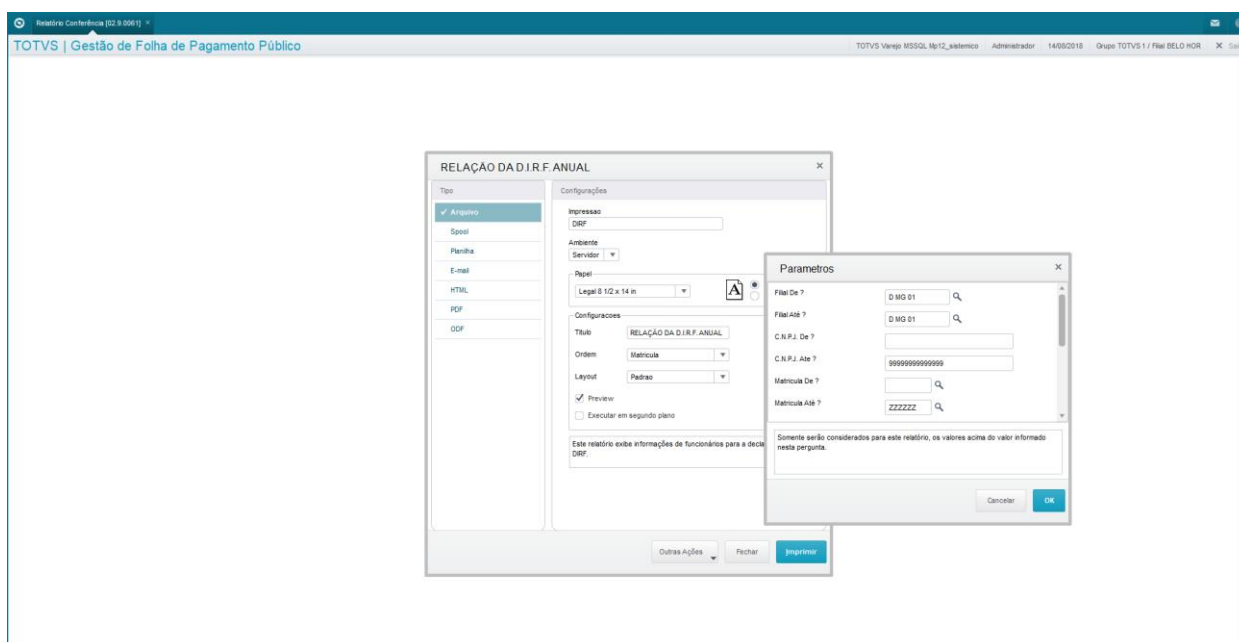 Relatório Conferência [02.9.0061] ×
TOTVS | Gestão de Folha de Pagamento Público
TOTVS Varejo MSSQL Mp12_sistemico Administrador 14/08/2018 Grupo TOTVS 1 / Filial BELO HOR X
RELAÇÃO DA D.I.R.F. ANUAL ×
Tipo
Arquivo
Spool
Planilha
E-mail
HTML
PDF
ODF
Configurações
Impressao
DIRF
Ambiente
Servidor
Papel
Legal 8 1/2 x 14 in
A
Configuracoes
Título RELAÇÃO DA D.I.R.F. ANUAL
Ordem Matricula
Layout Padrao
Preview
Executar em segundo plano
Este relatório exibe informações de funcionários para a decla
DIRF.
Outras Ações Fechar Imprimir
Parametros ×
Filial De ? D MG 01
Filial Até ? D MG 01
C.N.P.J. De ?
C.N.P.J. Ate ? 99999999999999
Matricula De ?
Matricula Até ? ZZZZZZ
Somente serão considerados para este relatório, os valores acima do valor informado
nesta pergunta.
Cancelar OK